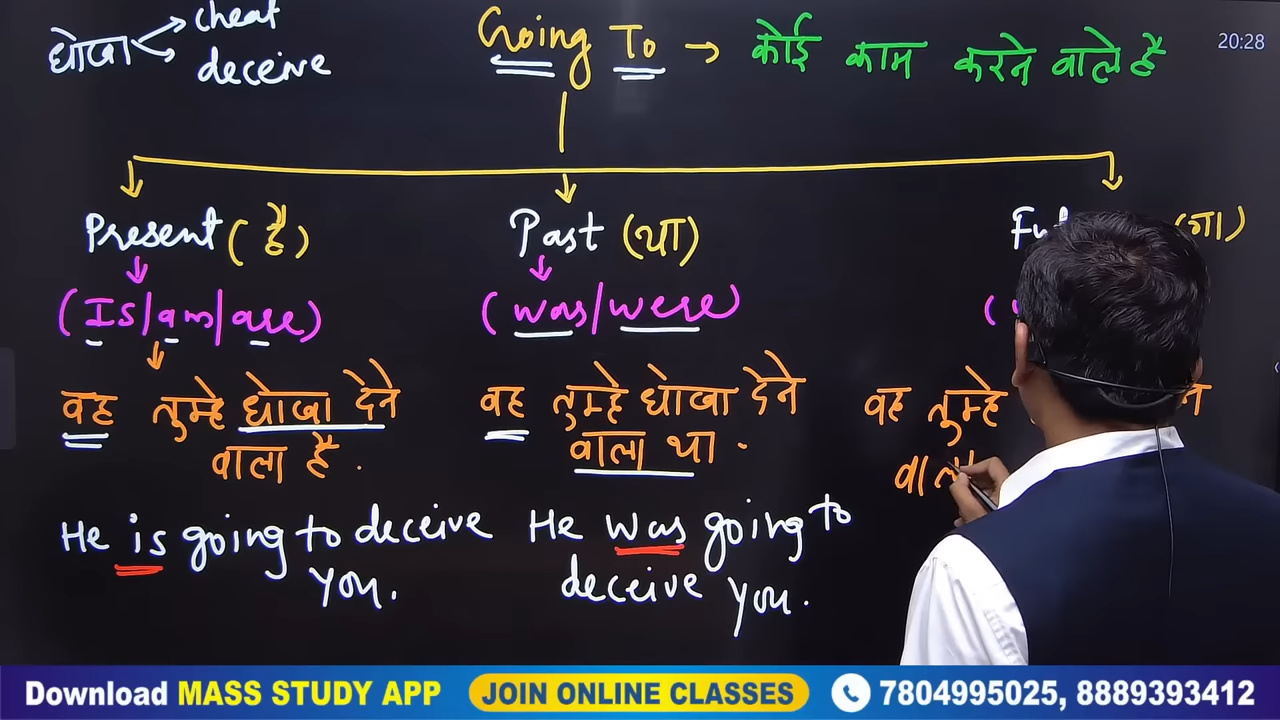 धोखा cheat
deceive
Going To → कोई काम करने वाले है
20:28
Present (है)
Past (था)
(ना)
(Is/am/are)
(was/were)
(
वह तुम्हे धोखा देने
वाला है.
वह तुम्हे धोखा देने
वाला था.
वह तुम्हे
He is going to deceive
you.
He was going to
deceive you.
Download MASS STUDY APP
JOIN ONLINE CLASSES
7804995025, 8889393412